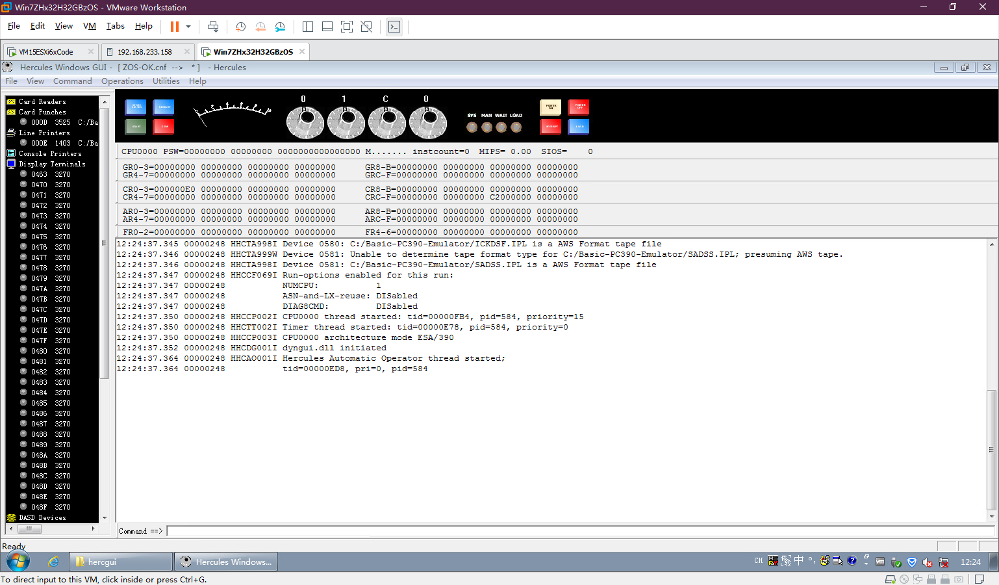 Win7ZHx32H32GBzOS - VMware Workstation
File Edit View VM Tabs Help
VM15ESXi6xCode 192.168.233.158 Win7ZHx32H32GBzOS
Hercules Windows GUI - [ ZOS-OK.cnf --> * ] - Hercules
File View Command Operations Utilities Help
Card Readers
Card Punches
000D 3525 C:/Ba
Line Printers
000E 1403 C:/Ba
Console Printers
Display Terminals
0463 3270
0470 3270
0471 3270
0472 3270
0473 3270
0474 3270
0475 3270
0476 3270
0477 3270
0478 3270
0479 3270
047A 3270
047B 3270
047C 3270
047D 3270
047E 3270
047F 3270
0480 3270
0481 3270
0482 3270
0483 3270
0484 3270
0485 3270
0486 3270
0487 3270
0488 3270
0489 3270
048A 3270
048B 3270
048C 3270
048D 3270
048E 3270
048F 3270
DASD Devices
0 1 C 0
SYS MAN WAIT LOAD
POWER ON
POWER OFF
CPU0000 PSW=00000000 00000000 0000000000000000 M....... instcount=0 MIPS= 0.00 SIOS= 0
GR0-3=00000000 00000000 00000000 00000000 GR8-B=00000000 00000000 00000000 00000000
GR4-7=00000000 00000000 00000000 00000000 GRC-F=00000000 00000000 00000000 00000000
CR0-3=000000E0 00000000 00000000 00000000 CR8-B=00000000 00000000 00000000 00000000
CR4-7=00000000 00000000 00000000 00000000 CRC-F=00000000 00000000 C2000000 00000000
AR0-3=00000000 00000000 00000000 00000000 AR8-B=00000000 00000000 00000000 00000000
AR4-7=00000000 00000000 00000000 00000000 ARC-F=00000000 00000000 00000000 00000000
FR0-2=00000000 00000000 00000000 00000000 FR4-6=00000000 00000000 00000000 00000000
12:24:37.345 00000248 HHCTA998I Device 0580: C:/Basic-PC390-Emulator/ICKDSF.IPL is a AWS Format tape file
12:24:37.346 00000248 HHCTA999W Device 0581: Unable to determine tape format type for C:/Basic-PC390-Emulator/SADSS.IPL; presuming AWS tape.
12:24:37.346 00000248 HHCTA998I Device 0581: C:/Basic-PC390-Emulator/SADSS.IPL is a AWS Format tape file
12:24:37.347 00000248 HHCCF069I Run-options enabled for this run:
12:24:37.347 00000248 NUMCPU: 1
12:24:37.347 00000248 ASN-and-LX-reuse: DISabled
12:24:37.347 00000248 DIAG8CMD: DISabled
12:24:37.350 00000248 HHCCP002I CPU0000 thread started: tid=00000FB4, pid=584, priority=15
12:24:37.350 00000248 HHCTT002I Timer thread started: tid=00000E78, pid=584, priority=0
12:24:37.350 00000248 HHCCP003I CPU0000 architecture mode ESA/390
12:24:37.352 00000248 HHCDG001I dyngui.dll initiated
12:24:37.364 00000248 HHCAO001I Hercules Automatic Operator thread started;
12:24:37.364 00000248 tid=00000ED8, pri=0, pid=584
Command ==>
Ready
hercgui Hercules Windows... CH 中 12:24
To direct input to this VM, click inside or press Ctrl+G.